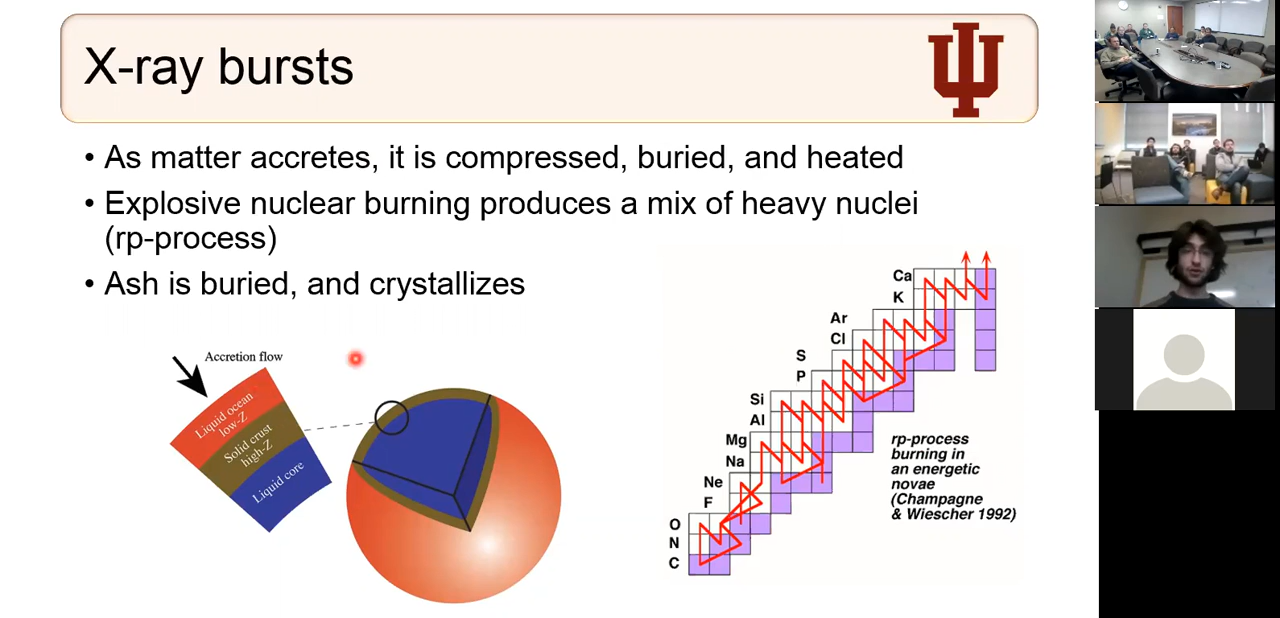 X-ray bursts
• As matter accretes, it is compressed, buried, and heated
• Explosive nuclear burning produces a mix of heavy nuclei
(rp-process)
• Ash is buried, and crystallizes
Accretion flow
Liquid ocean
low-Z
Solid crust
high-Z
Liquid core
Ca
K
Ar
Cl
S
P
Si
Al
Mg
Na
Ne
F
O
N
C
rp-process
burning in
an energetic
novae
(Champagne
& Wiescher 1992)